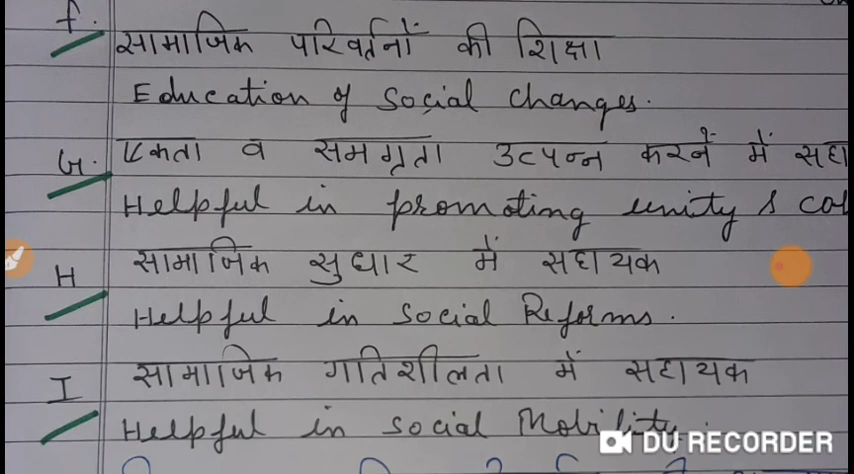 f. सामाजिक परिवर्तनों की शिक्षा
Education of Social changes.
G. एकता व समग्रता उत्पन्न करने में
Helpful in promoting unity &
H सामाजिक सुधार में सहायक
Helpful in Social Reforms.
I सामाजिक गतिशीलता में सहायक
Helpful in Social Mobility.
DU RECORDER